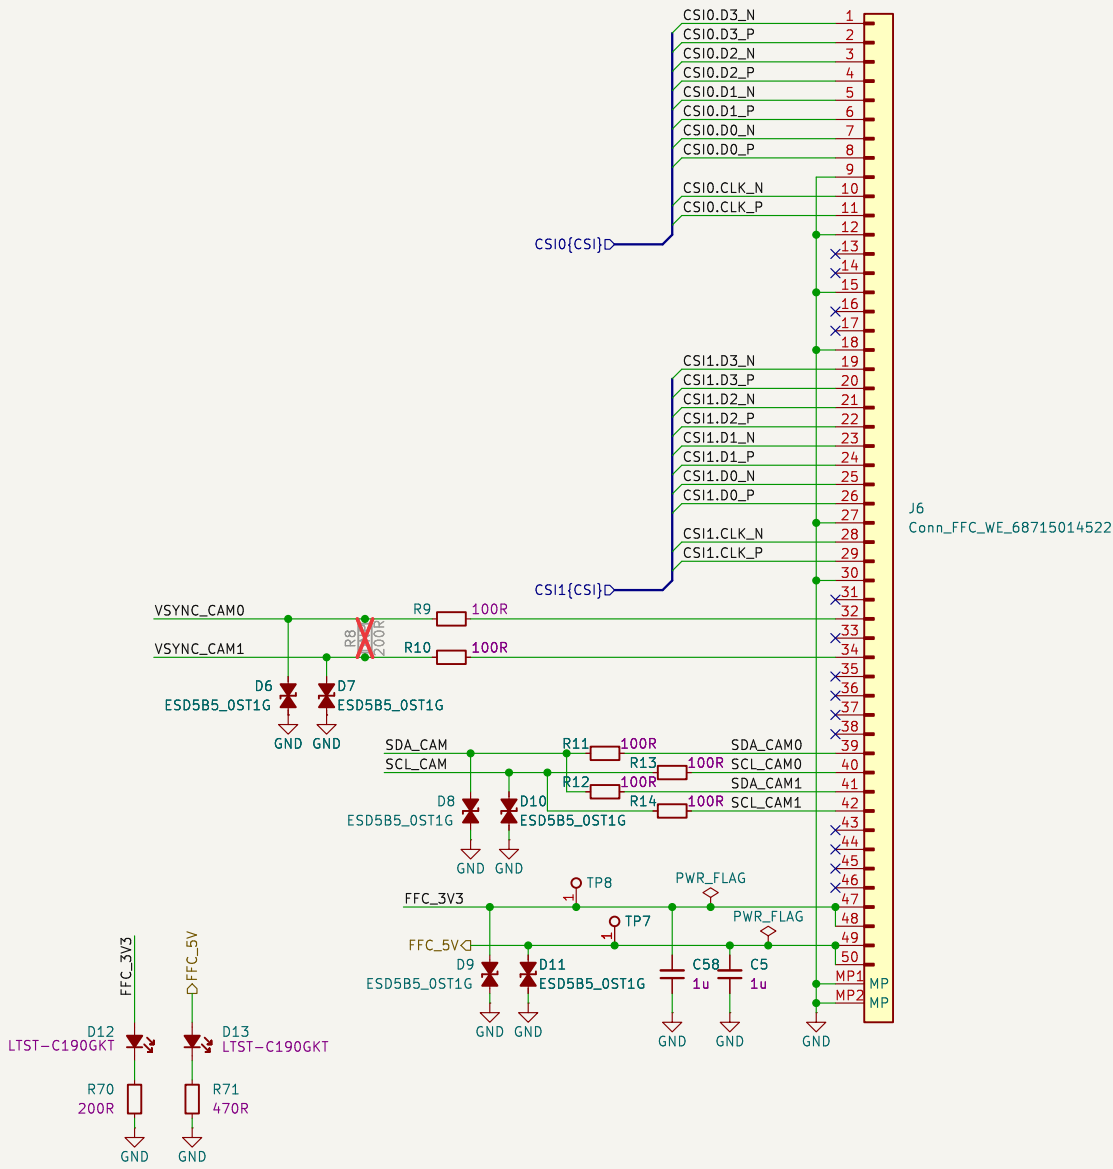 CSI0.D3_N 1
CSI0.D3_P 2
CSI0.D2_N 3
CSI0.D2_P 4
CSI0.D1_N 5
CSI0.D1_P 6
CSI0.D0_N 7
CSI0.D0_P 8
9
CSI0.CLK_N 10
CSI0.CLK_P 11
12
CSI0{CSI}
13
14
15
16
17
18
CSI1.D3_N 19
CSI1.D3_P 20
CSI1.D2_N 21
CSI1.D2_P 22
CSI1.D1_N 23
CSI1.D1_P 24
CSI1.D0_N 25
CSI1.D0_P 26
J6
27
Conn_FFC_WE_68715014522
CSI1.CLK_N 28
CSI1.CLK_P 29
30
CSI1{CSI}
31
VSYNC_CAM0 R9 100R 32
R8 200R
33
VSYNC_CAM1 R10 100R 34
35
D6 D7
36
ESD5B5_0ST1G ESD5B5_0ST1G
37
38
GND GND
SDA_CAM R11 100R SDA_CAM0 39
SCL_CAM R13 100R SCL_CAM0 40
R12 100R SDA_CAM1 41
D8 D10 R14 100R SCL_CAM1 42
ESD5B5_0ST1G ESD5B5_0ST1G
43
44
GND GND
45
TP8 PWR_FLAG
46
1
FFC_3V3 47
TP7 PWR_FLAG
48
1
FFC_5V 49
D9 D11 C58 C5
50
ESD5B5_0ST1G ESD5B5_0ST1G 1u 1u
MP1 MP
MP2 MP
GND GND GND GND GND
FFC_3V3 FFC_5V
D12 D13
LTST-C190GKT LTST-C190GKT
R70 R71
200R 470R
GND GND